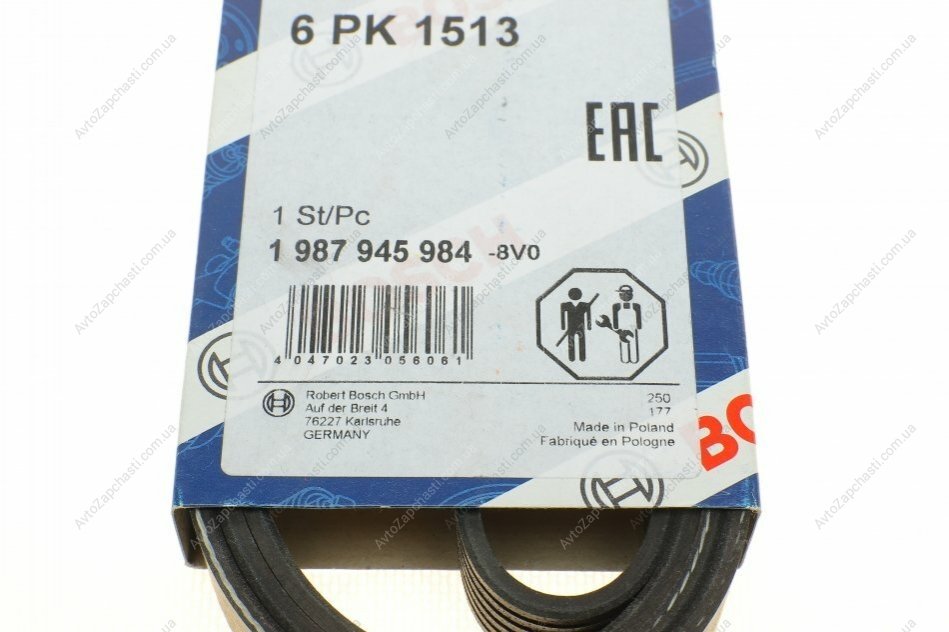 6 PK 1513
EAC
1 St/Pc
1 987 945 984 -8V0
4 047023 056061
Robert Bosch GmbH
Auf der Breit 4
76227 Karlsruhe
GERMANY
250
177
Made in Poland
Fabriqué en Pologne
BO
BOSCH
AvtoZapchasti.com.ua